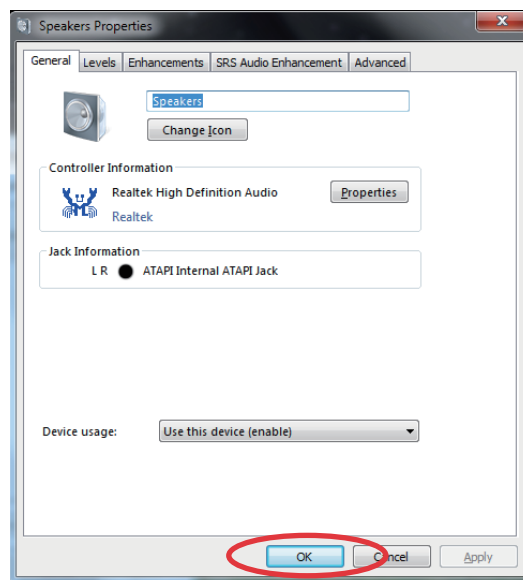 Speakers Properties
General Levels Enhancements SRS Audio Enhancement Advanced
Speakers
Change Icon
Controller Information
Realtek High Definition Audio Properties
Realtek
Jack Information
L R ATAPI Internal ATAPI Jack
Device usage: Use this device (enable)
OK Cancel Apply